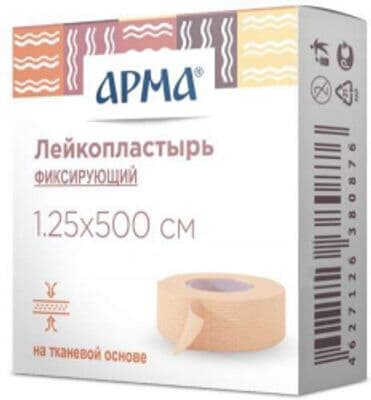 АРМА®
Лейкопластырь
ФИКСИРУЮЩИЙ
1.25x500 см
на тканевой основе
4627126380876